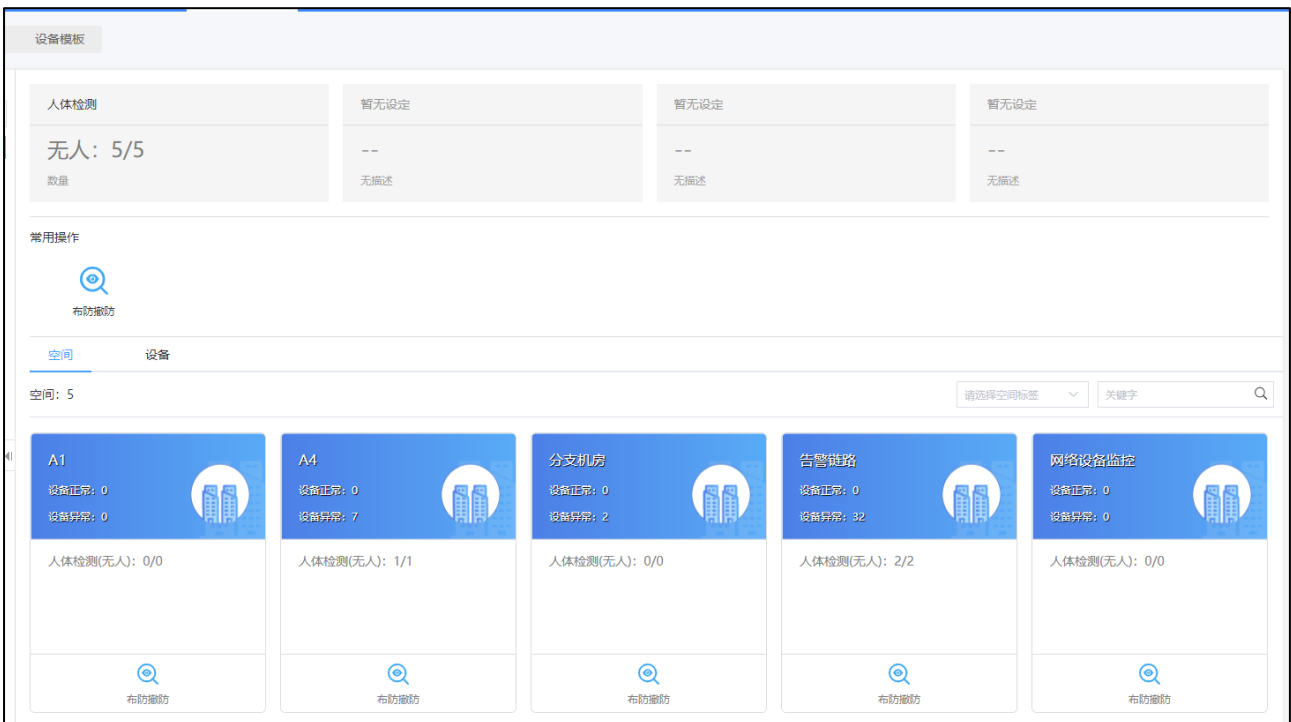 设备模板
人体检测
暂无设定
暂无设定
暂无设定
无人：5/5
--
--
--
数量
无描述
无描述
无描述
常用操作
布防撤防
空间
设备
空间：5
请选择空间标签
关键字
A1
设备正常：0
设备异常：0
人体检测(无人)：0/0
布防撤防
A4
设备正常：0
设备异常：7
人体检测(无人)：1/1
布防撤防
分支机房
设备正常：0
设备异常：2
人体检测(无人)：0/0
布防撤防
告警链路
设备正常：0
设备异常：32
人体检测(无人)：2/2
布防撤防
网络设备监控
设备正常：0
设备异常：0
人体检测(无人)：0/0
布防撤防